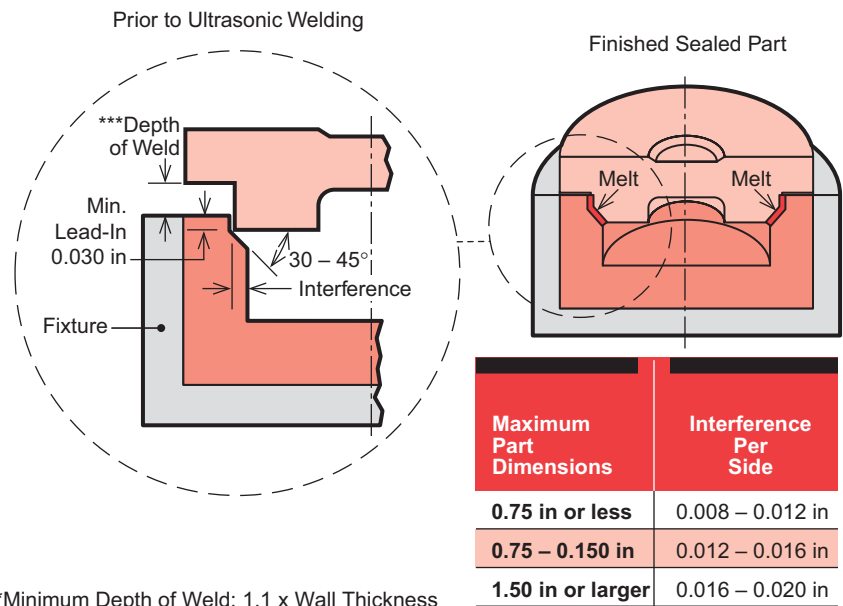 Prior to Ultrasonic Welding
Finished Sealed Part
***Depth
of Weld
Min.
Lead-In
0.030 in
30 – 45°
Interference
Fixture
Melt
Melt
Maximum
Part
Dimensions
Interference
Per
Side
0.75 in or less
0.008 – 0.012 in
0.75 – 0.150 in
0.012 – 0.016 in
1.50 in or larger
0.016 – 0.020 in
*Minimum Depth of Weld: 1.1 x Wall Thickness